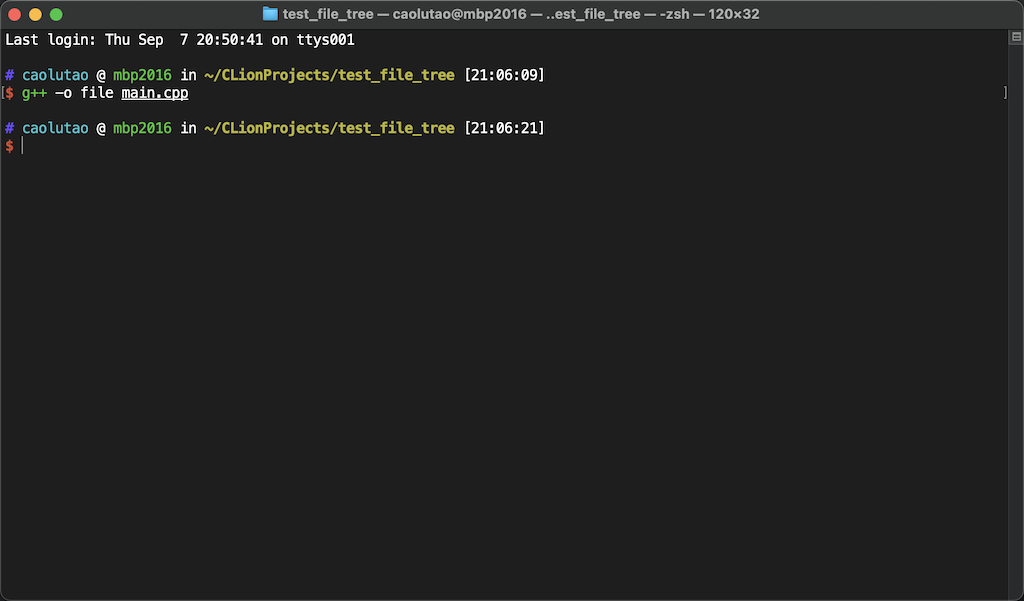 test_file_tree — caolutao@mbp2016 — ..est_file_tree — -zsh — 120×32
Last login: Thu Sep  7 20:50:41 on ttys001
# caolutao @ mbp2016 in ~/CLionProjects/test_file_tree [21:06:09]
[$ g++ -o file main.cpp ]
# caolutao @ mbp2016 in ~/CLionProjects/test_file_tree [21:06:21]
$